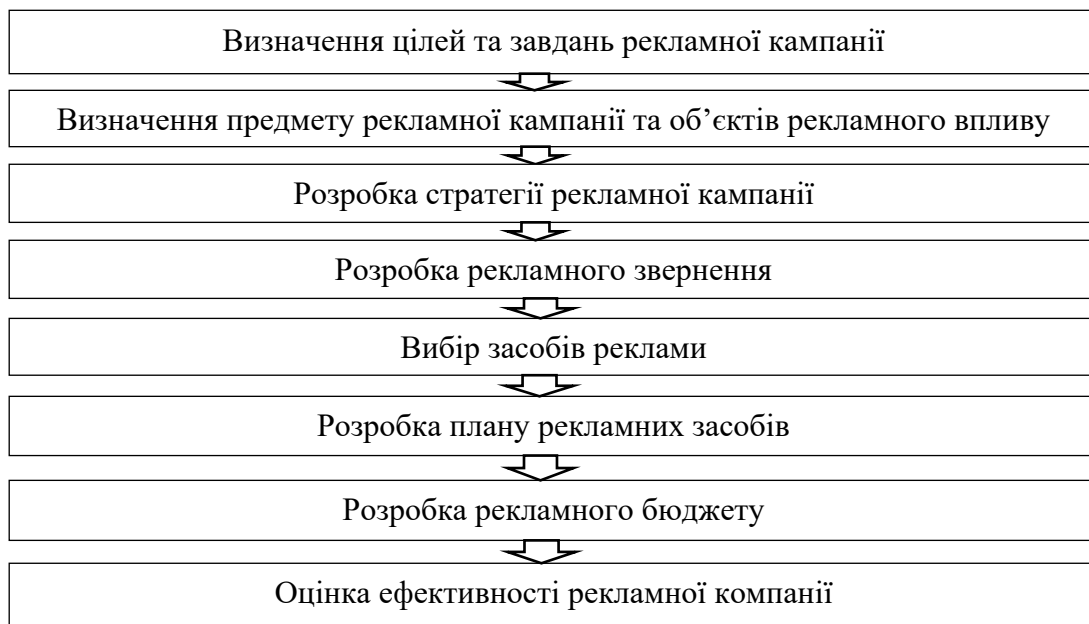 Визначення цілей та завдань рекламної кампанії
Визначення предмету рекламної кампанії та об’єктів рекламного впливу
Розробка стратегії рекламної кампанії
Розробка рекламного звернення
Вибір засобів реклами
Розробка плану рекламних засобів
Розробка рекламного бюджету
Оцінка ефективності рекламної компанії